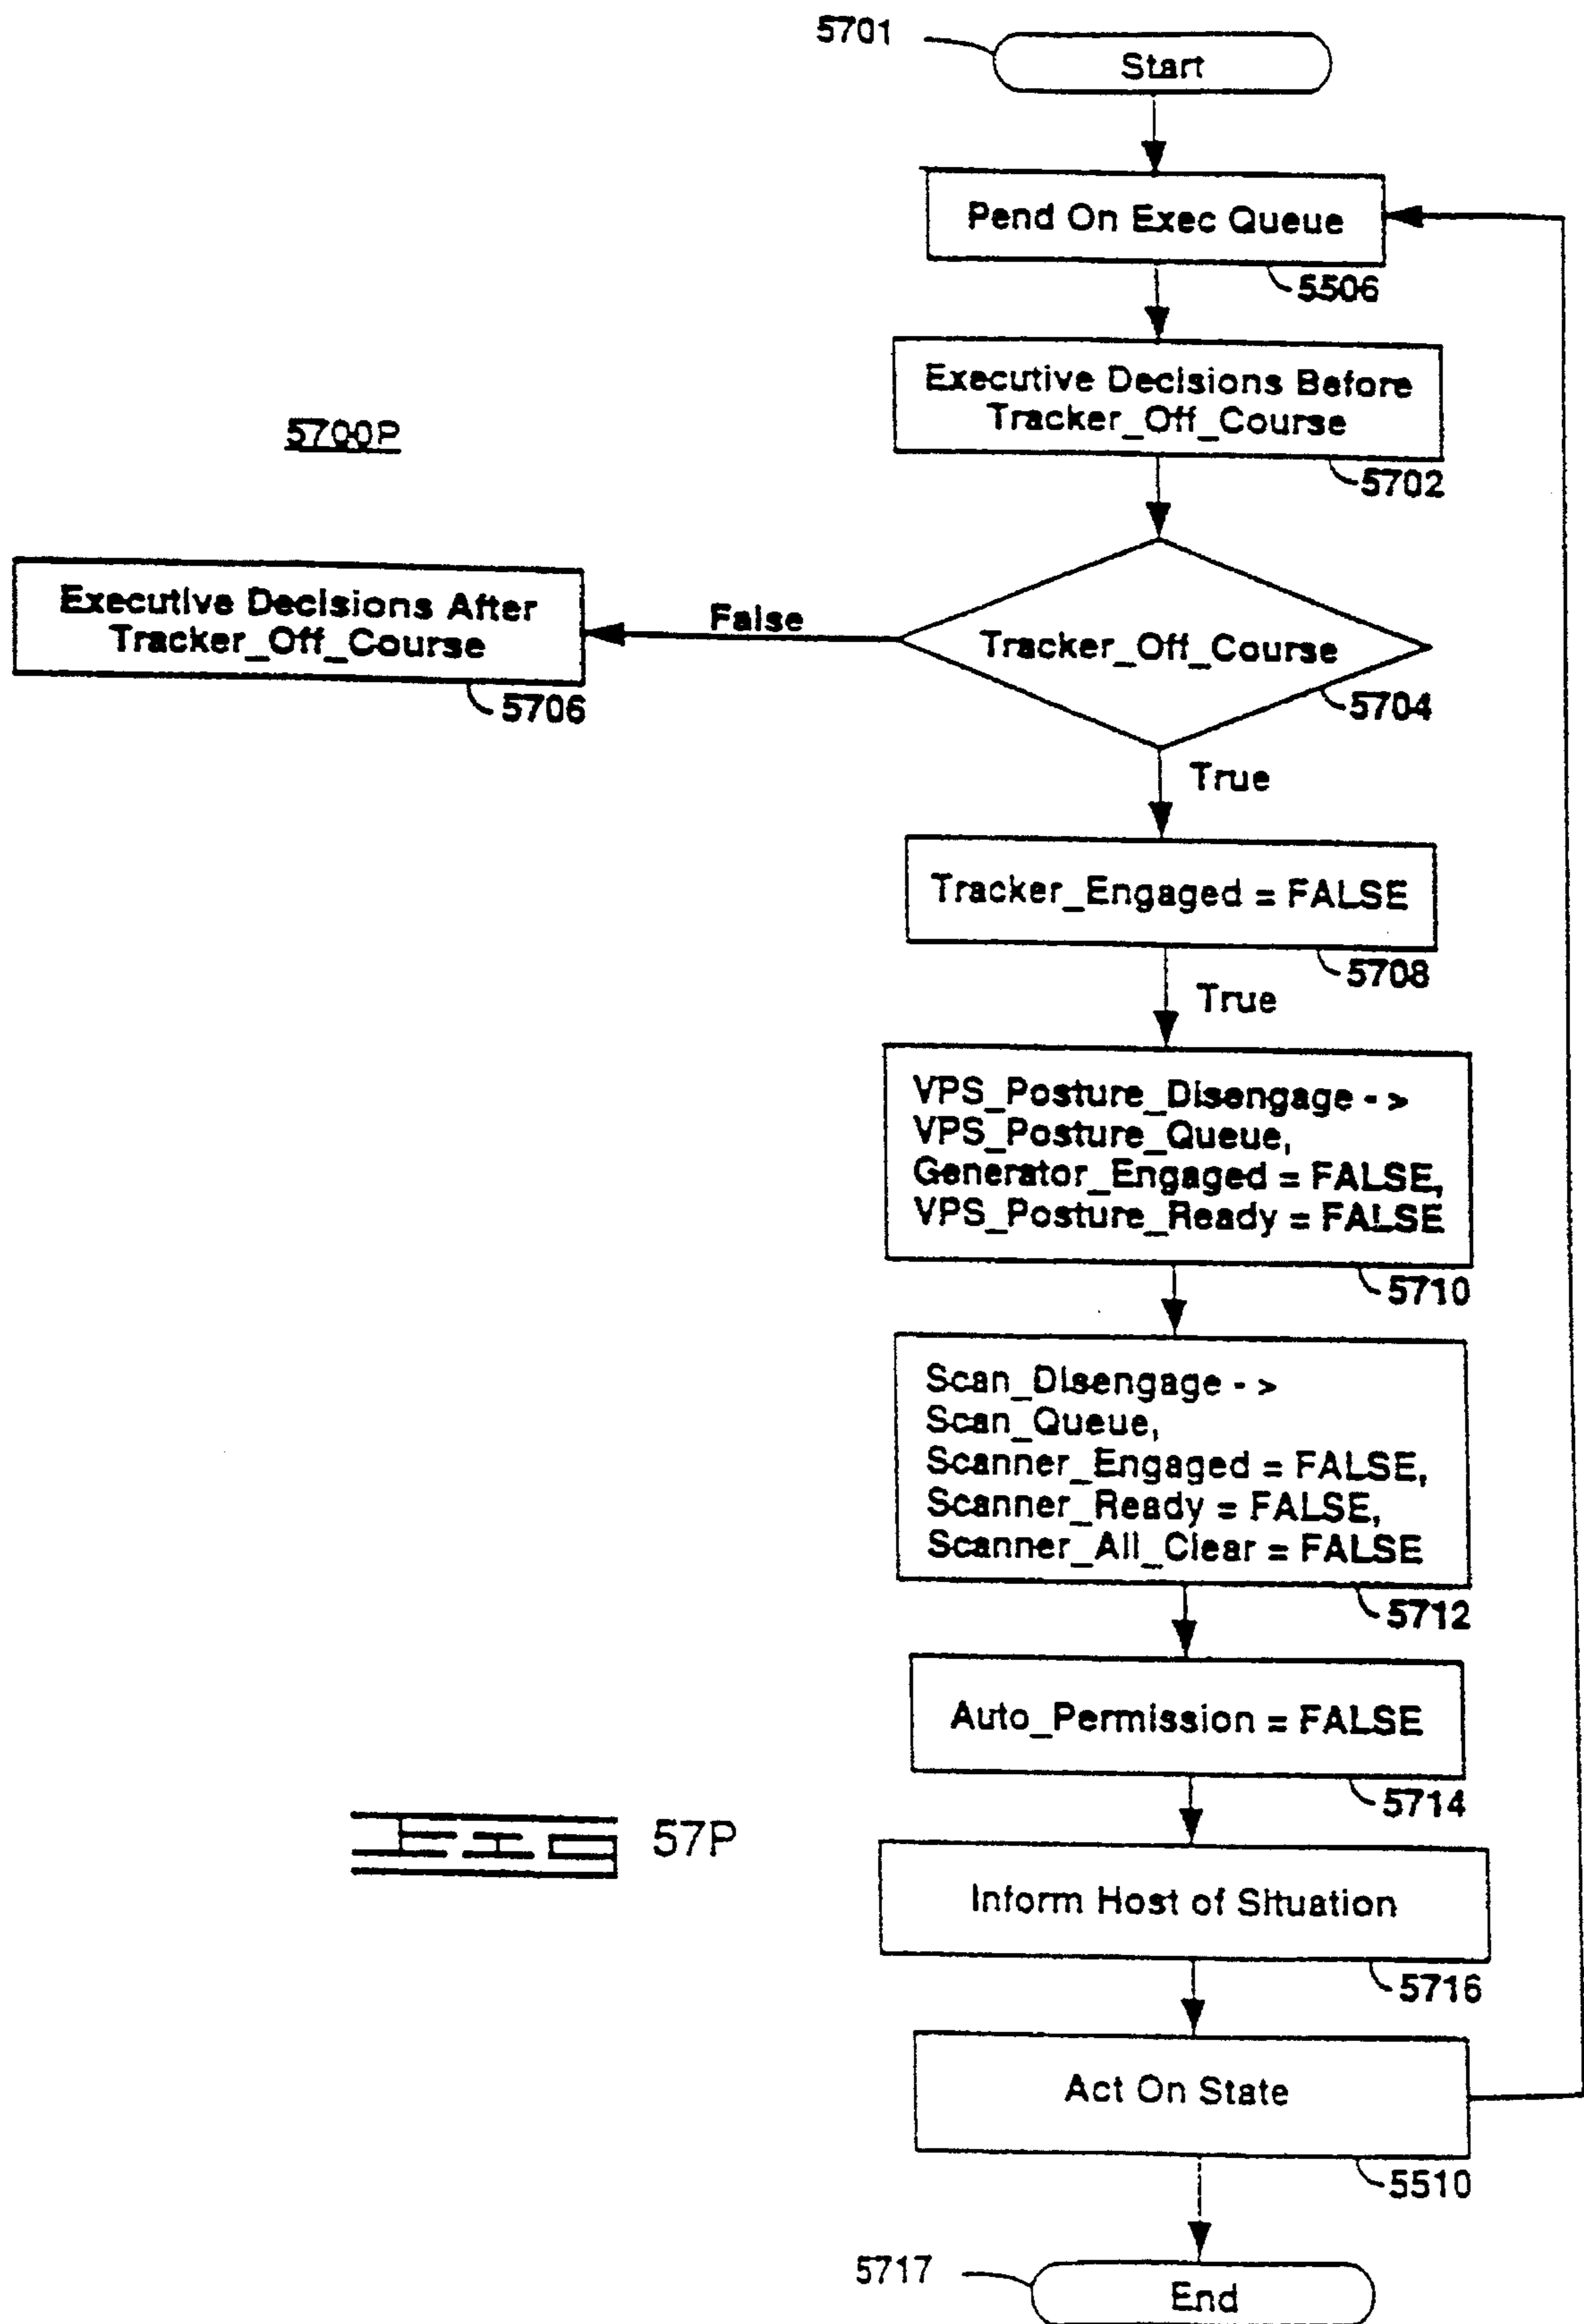 5701
Start
Pend On Exec Queue
5506
Executive Decisions Before
Tracker_Off_Course
5702
5700P
Executive Decisions After
Tracker_Off_Course
5706
False
Tracker_Off_Course
5704
True
Tracker_Engaged = FALSE
5708
True
VPS_Posture_Disengage - >
VPS_Posture_Queue,
Generator_Engaged = FALSE,
VPS_Posture_Ready = FALSE
5710
Scan_Disengage - >
Scan_Queue,
Scanner_Engaged = FALSE,
Scanner_Ready = FALSE,
Scanner_All_Clear = FALSE
5712
Auto_Permission = FALSE
5714
57P
Inform Host of Situation
5716
Act On State
5510
5717
End